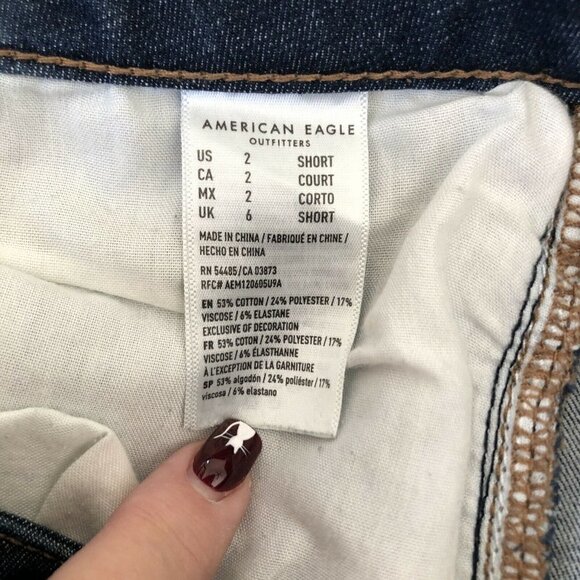 AMERICAN EAGLE
OUTFITTERS
US 2 SHORT
CA 2 COURT
MX 2 CORTO
UK 6 SHORT
MADE IN CHINA / FABRIQUÉ EN CHINE /
HECHO EN CHINA
RN 54485/CA 03873
RFC# AEM120605U9A
EN 53% COTTON / 24% POLYESTER / 17%
VISCOSE / 6% ELASTANE
EXCLUSIVE OF DECORATION
FR 53% COTON / 24% POLYESTER / 17%
VISCOSE / 6% ÉLASTHANNE
À L'EXCEPTION DE LA GARNITURE
SP 53% algodón / 24% poliéster / 17%
viscosa / 6% elastano